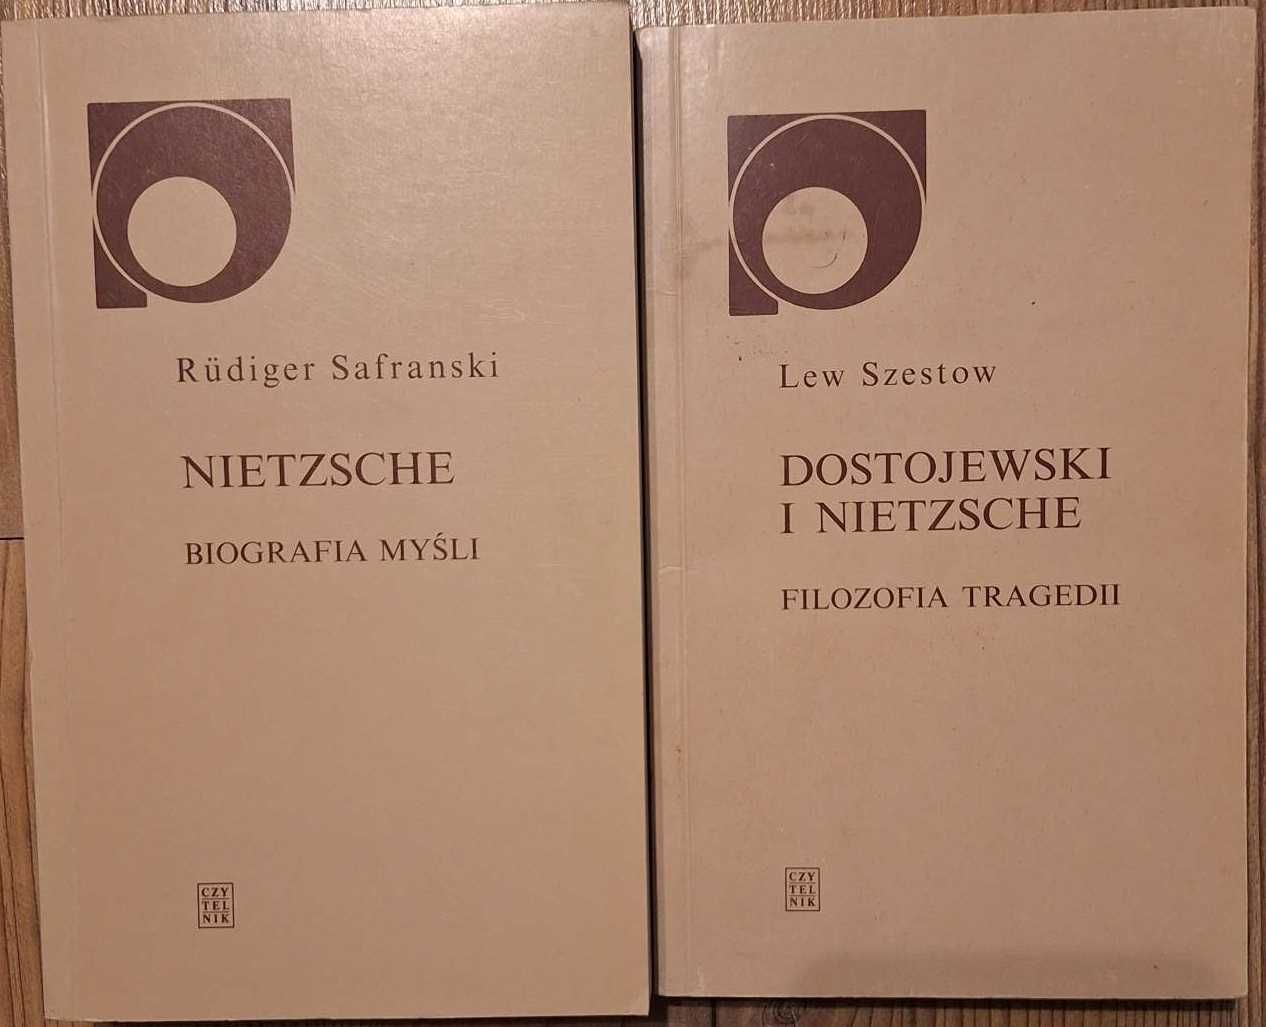 Rüdiger Safranski
NIETZSCHE
BIOGRAFIA MYŚLI
CZY
TEL
NIK
Lew Szestow
DOSTOJEWSKI
I NIETZSCHE
FILOZOFIA TRAGEDII
CZY
TEL
NIK